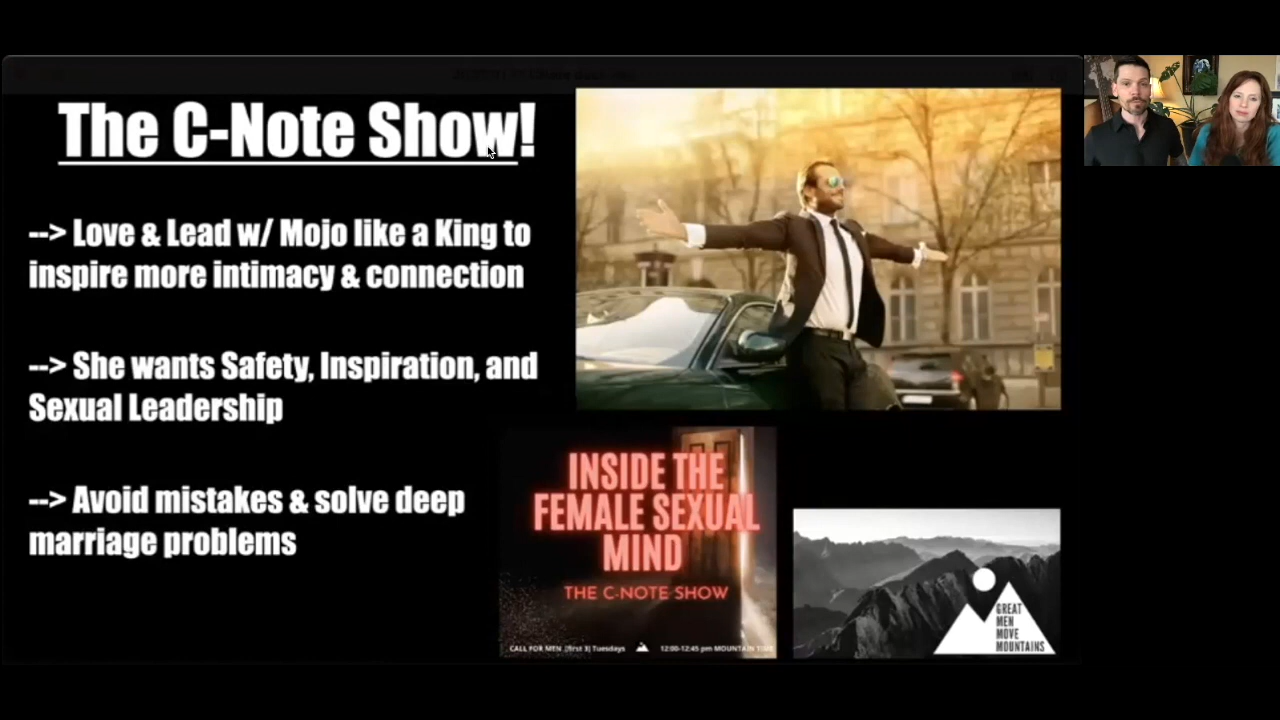 The C-Note Show!
--> Love & Lead w/ Mojo like a King to
inspire more intimacy & connection
--> She wants Safety, Inspiration, and
Sexual Leadership
--> Avoid mistakes & solve deep
marriage problems
INSIDE THE
FEMALE SEXUAL
MIND
THE C-NOTE SHOW
CALL FOR MEN [first 3] Tuesdays
12:00-12:45 pm MOUNTAIN
GREAT
MEN
MOVE
MOUNTAINS